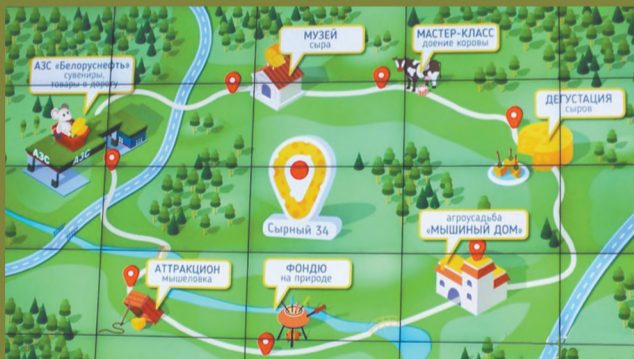 МУЗЕЙ
сыра
МАСТЕР-КЛАСС
доение коровы
АЗС «Белоруснефть»
сувениры,
товары в дорогу
ДЕГУСТАЦИЯ
сыров
АЗС АЗС
Сырный 34
агроусадьба
«МЫШИНЫЙ ДОМ»
АТТРАКЦИОН
мышеловка
ФОНДЮ
на природе